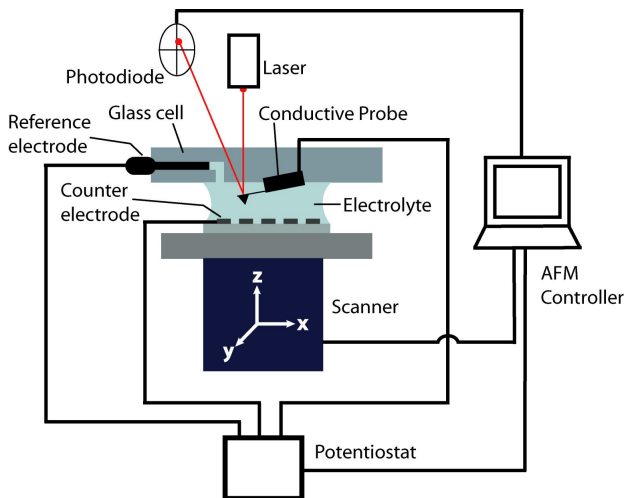 Photodiode
Laser
Glass cell
Conductive Probe
Reference
electrode
Counter
electrode
Electrolyte
AFM
Controller
z
x
y
Scanner
Potentiostat